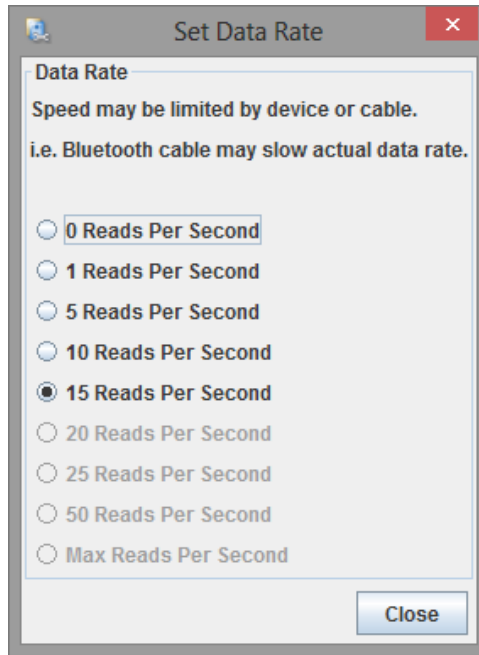 Set Data Rate
Data Rate
Speed may be limited by device or cable.
i.e. Bluetooth cable may slow actual data rate.
0 Reads Per Second
1 Reads Per Second
5 Reads Per Second
10 Reads Per Second
15 Reads Per Second
20 Reads Per Second
25 Reads Per Second
50 Reads Per Second
Max Reads Per Second
Close